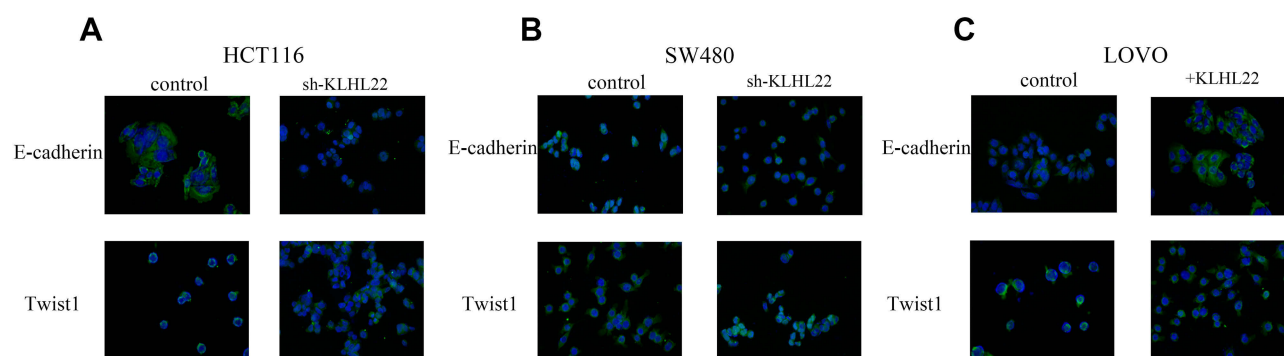 A B C
HCT116 SW480 LOVO
control sh-KLHL22 control sh-KLHL22 control +KLHL22
E-cadherin E-cadherin E-cadherin
Twist1 Twist1 Twist1